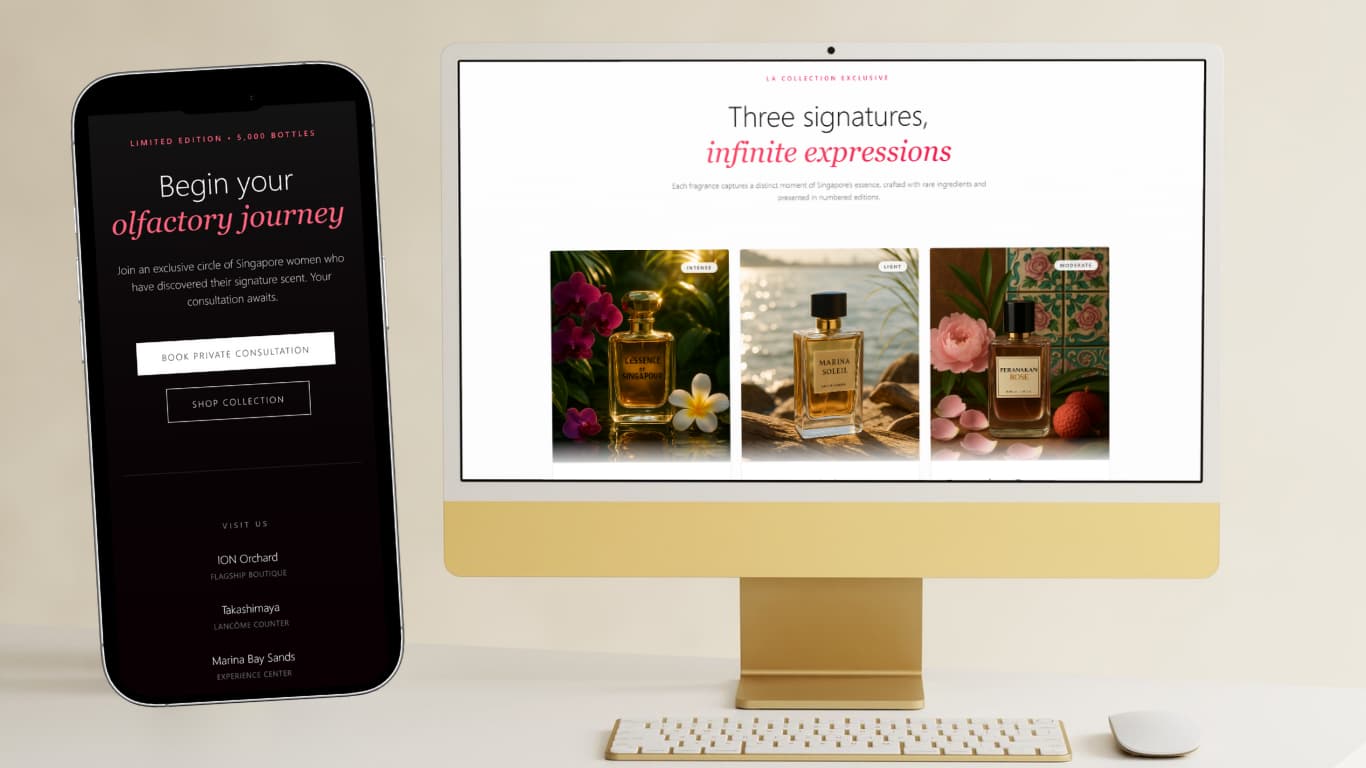 LIMITED EDITION • 5,000 BOTTLES
Begin your
olfactory journey
Join an exclusive circle of Singapore women who
have discovered their signature scent. Your
consultation awaits.
BOOK PRIVATE CONSULTATION
SHOP COLLECTION
VISIT US
ION Orchard
FLAGSHIP BOUTIQUE
Takashimaya
LANCÔME COUNTER
Marina Bay Sands
EXPERIENCE CENTER
LA COLLECTION EXCLUSIVE
Three signatures,
infinite expressions
Each fragrance captures a distinct moment of Singapore's essence, crafted with rare ingredients and
presented in numbered editions.
INTENSE
L'ESSENCE
DE
SINGAPOUR
LIGHT
MARINA
SOLEIL
MODERATE
PERANAKAN
ROSE